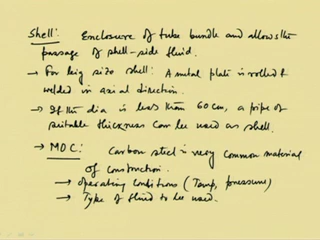 Shell: Enclosure of tube bundle and allows the
passage of shell-side fluid.
→ For big size shell: A metal plate is rolled &
welded in axial direction.
→ If the dia is less than 60 cm, a pipe of
suitable thickness can be used as shell.
→ MOC: Carbon steel is very common material
of construction.
→ Operating conditions (Temp, pressure)
→ Type of fluid to be used.